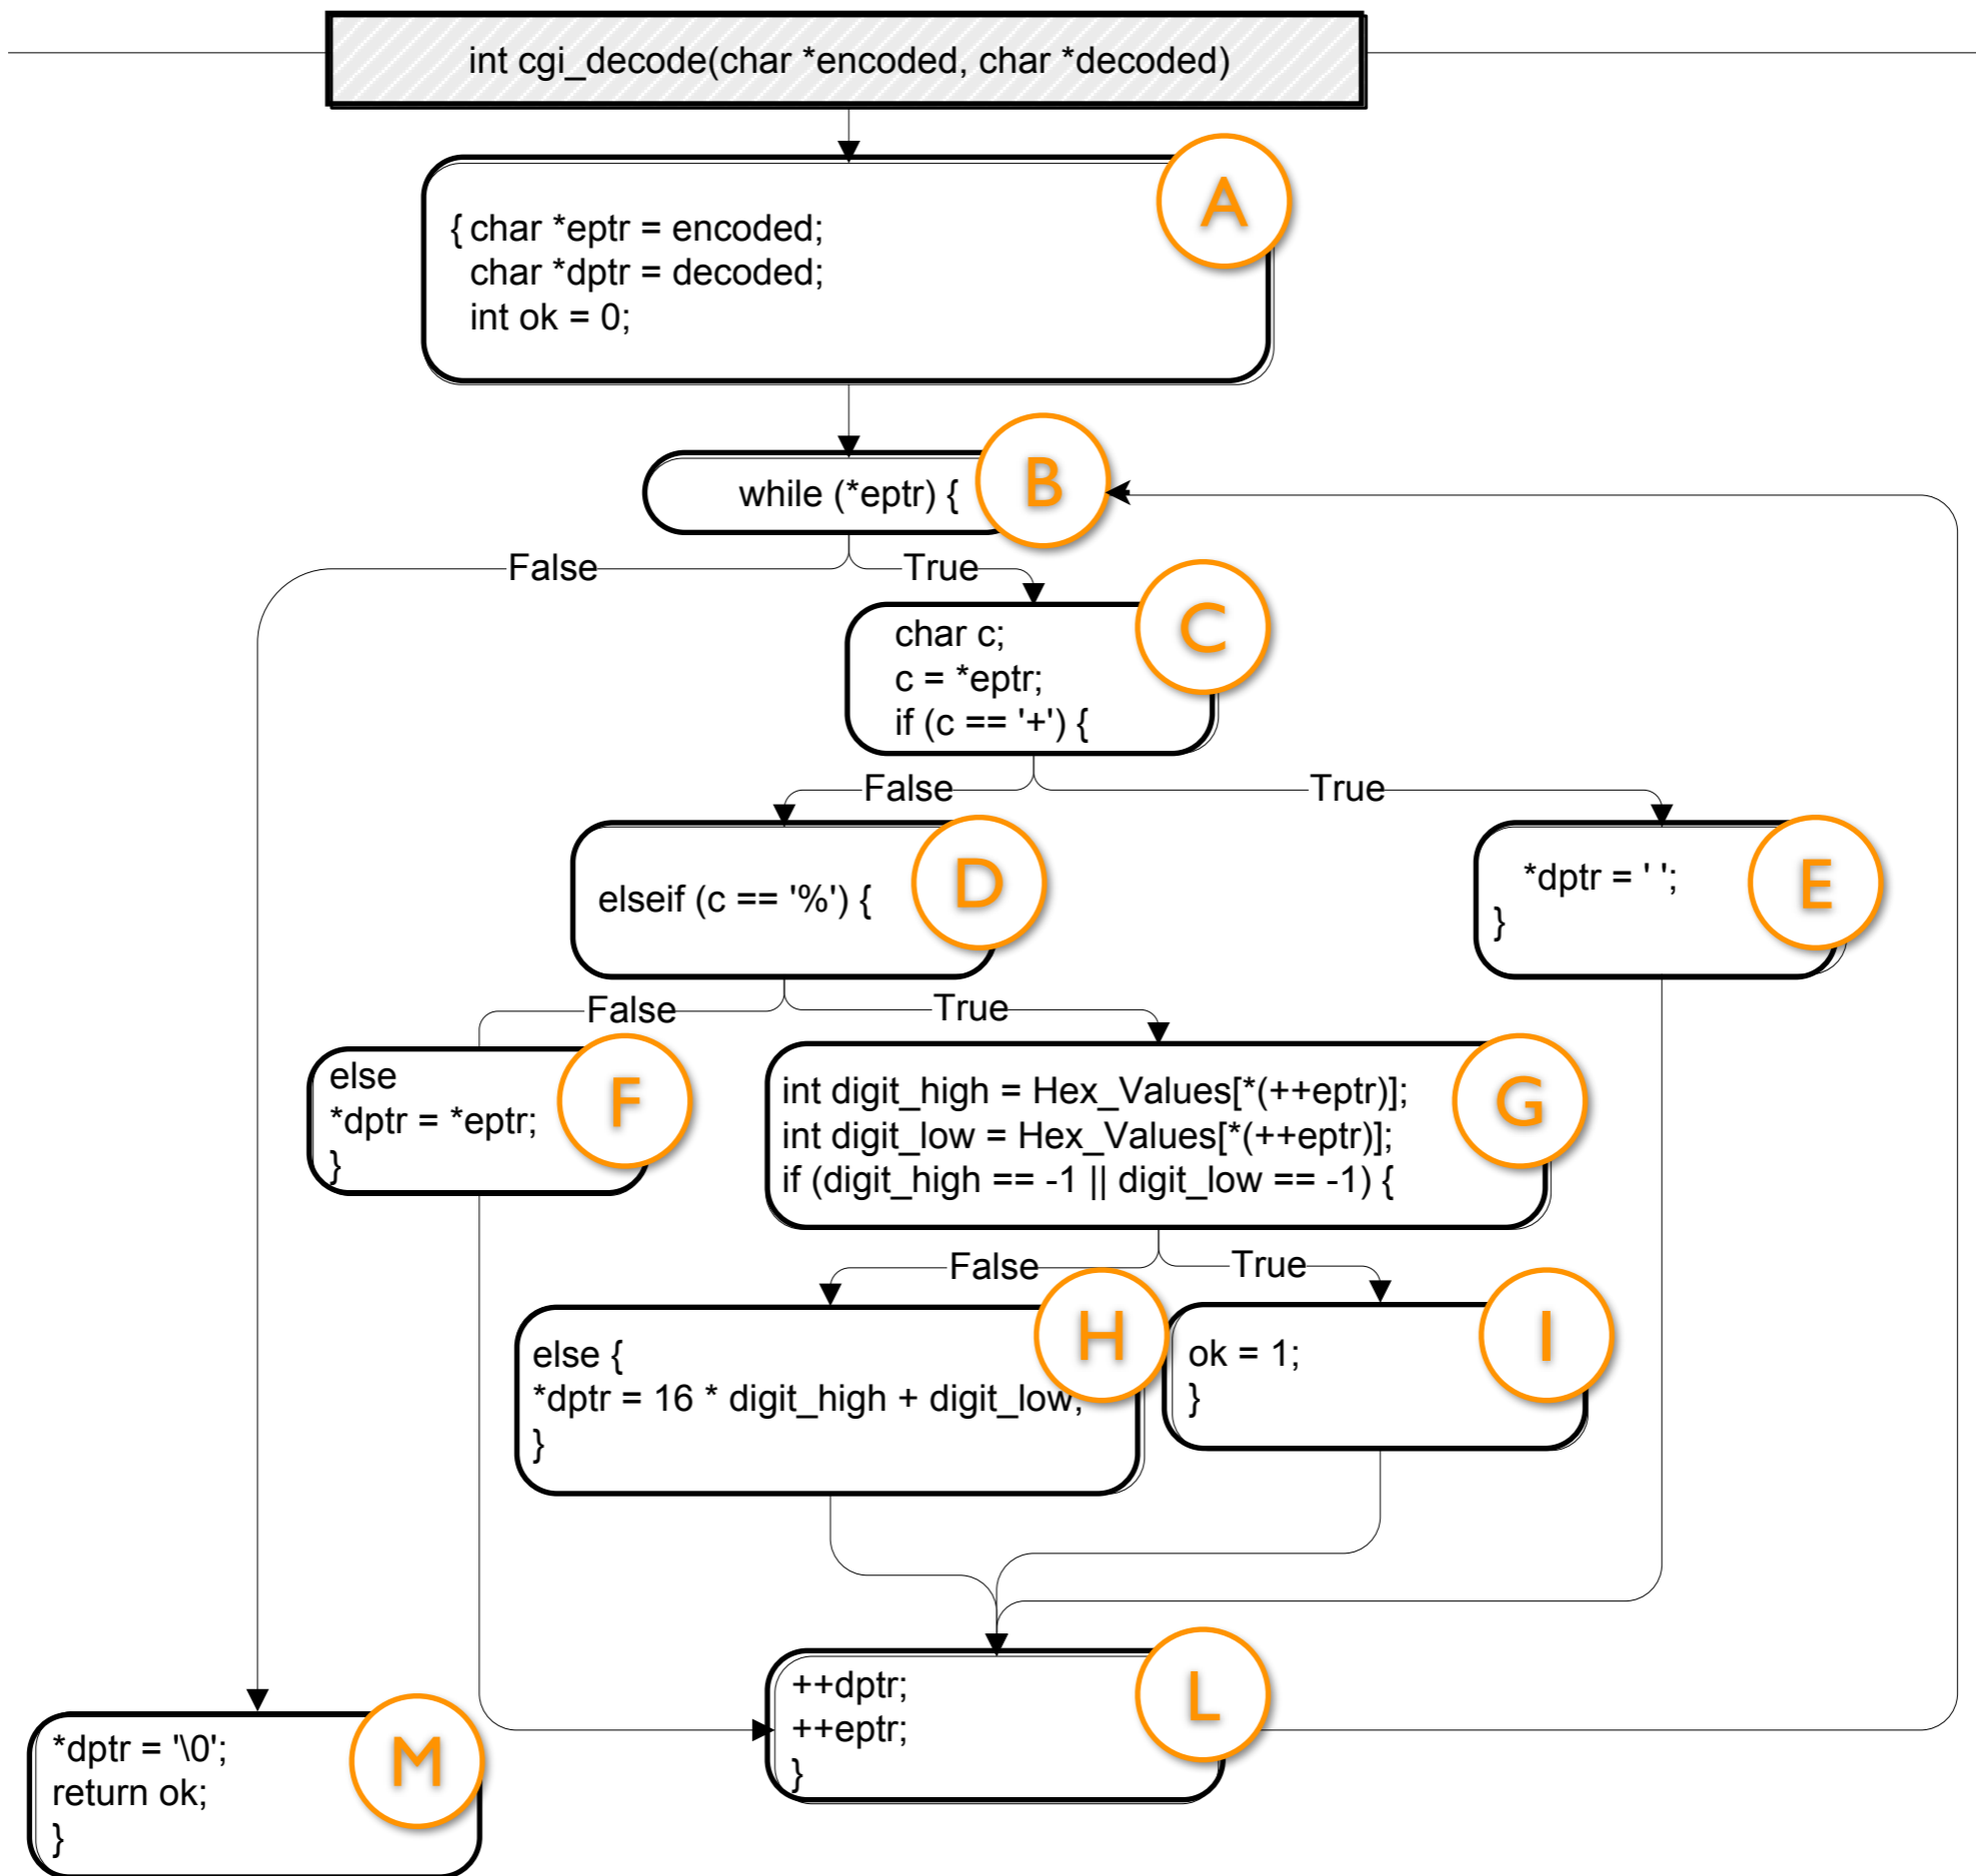 int cgi_decode(char *encoded, char *decoded)
A
{ char *eptr = encoded;
char *dptr = decoded;
int ok = 0;
B
while (*eptr) {
False
True
C
char c;
c = *eptr;
if (c == '+') {
False
True
D
elseif (c == '%') {
E
*dptr = ' ';
}
False
True
F
else
*dptr = *eptr;
}
G
int digit_high = Hex_Values[*(++eptr)];
int digit_low = Hex_Values[*(++eptr)];
if (digit_high == -1 || digit_low == -1) {
False
True
H
else {
*dptr = 16 * digit_high + digit_low;
}
I
ok = 1;
}
L
++dptr;
++eptr;
}
M
*dptr = '\0';
return ok;
}